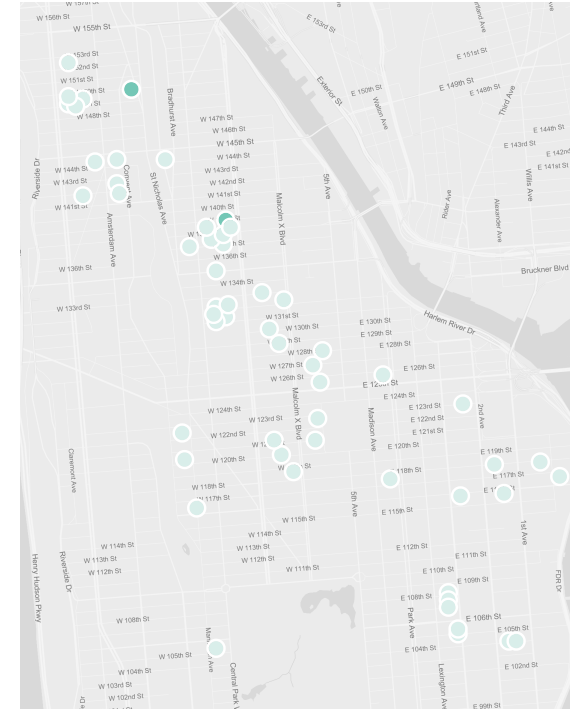 W 157th St
W 156th St
W 155th St
E 153rd St
153rd St
52nd St
W 151st St
E 151st St
Exterior St
E 150th St
E 149th St
E 148th St
Walton Ave
Third Ave
W 148th St
Bradhurst Ave
W 147th St
W 146th St
W 145th St
W 144th St
W 143rd St
W 142nd St
W 141st St
W 140th St
E 144th St
E 143rd St
E 142nd
E 141st St
Riverside Dr
W 144th St
W 143rd St
W 141st St
St Nicholas Ave
Amsterdam Ave
Malcolm X Blvd
5th Ave
Rider Ave
Alexander Ave
Willis Ave
W 136th St
W 136th St
W 134th St
W 133rd St
Bruckner Blvd
Harlem River Dr
W 131st St
W 130th St
W 128th
W 127th St
W 126th St
E 130th St
E 129th St
E 128th St
E 126th St
E 124th St
E 123rd St
E 122nd St
E 121st St
E 120th St
2nd Ave
W 124th St
W 123rd St
W 122nd St
W 120th St
Malcolm X Blvd
Madison Ave
Claremont Ave
W 118th St
W 117th St
118th St
E 119th St
E 117th St
5th Ave
W 115th St
E 115th St
1st Ave
W 114th St
W 114th St
W 113th St
W 113th St
W 112th St
W 112th St
W 111th St
E 112th St
E 111th St
E 110th St
E 109th St
E 108th St
E 106th St
E 105th St
E 104th St
E 102nd St
E 99th St
FDR Dr
Henry Hudson Pkwy
Riverside Dr
W 108th St
W 105th St
W 104th St
W 103rd St
W 102nd St
Central Park
Park Ave
Lexington Ave